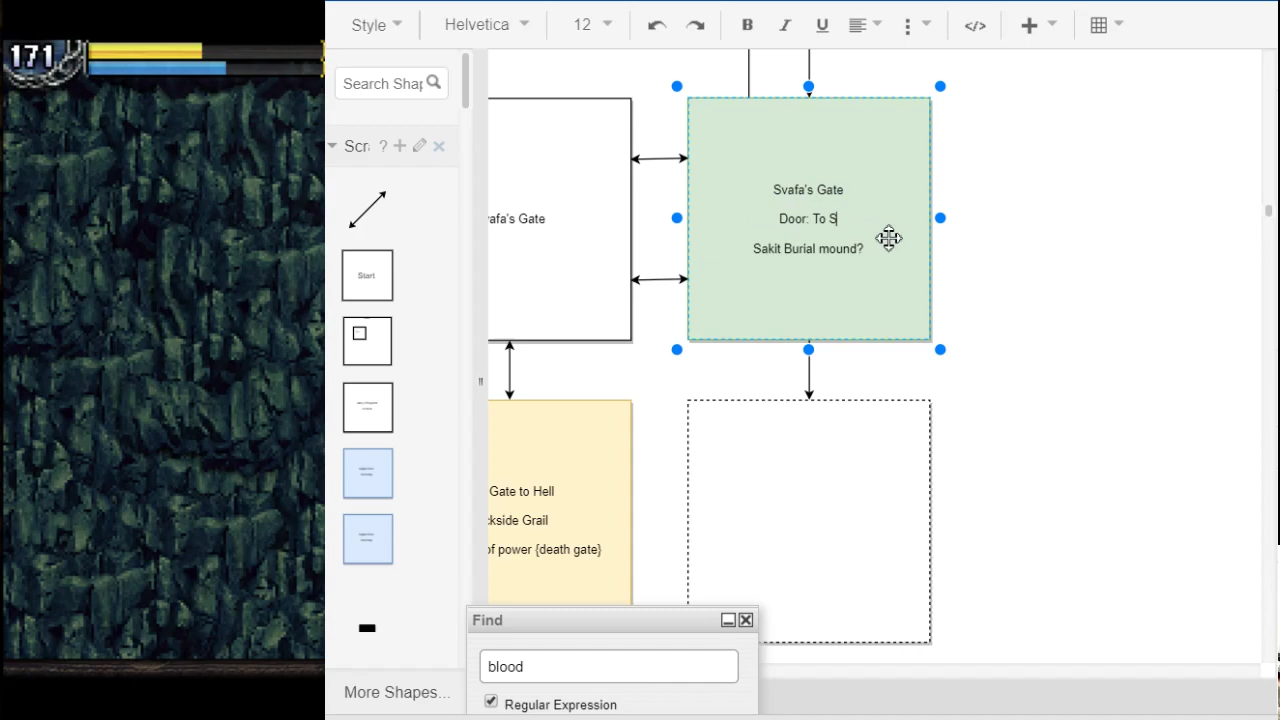 171
Style
Helvetica
12
B I U
</>
Search Shap
Scr
?
Start
More Shapes...
vafa's Gate
Svafa's Gate
Door: To S
Sakit Burial mound?
Gate to Hell
ckside Grail
of power {death gate}
Find
blood
Regular Expression